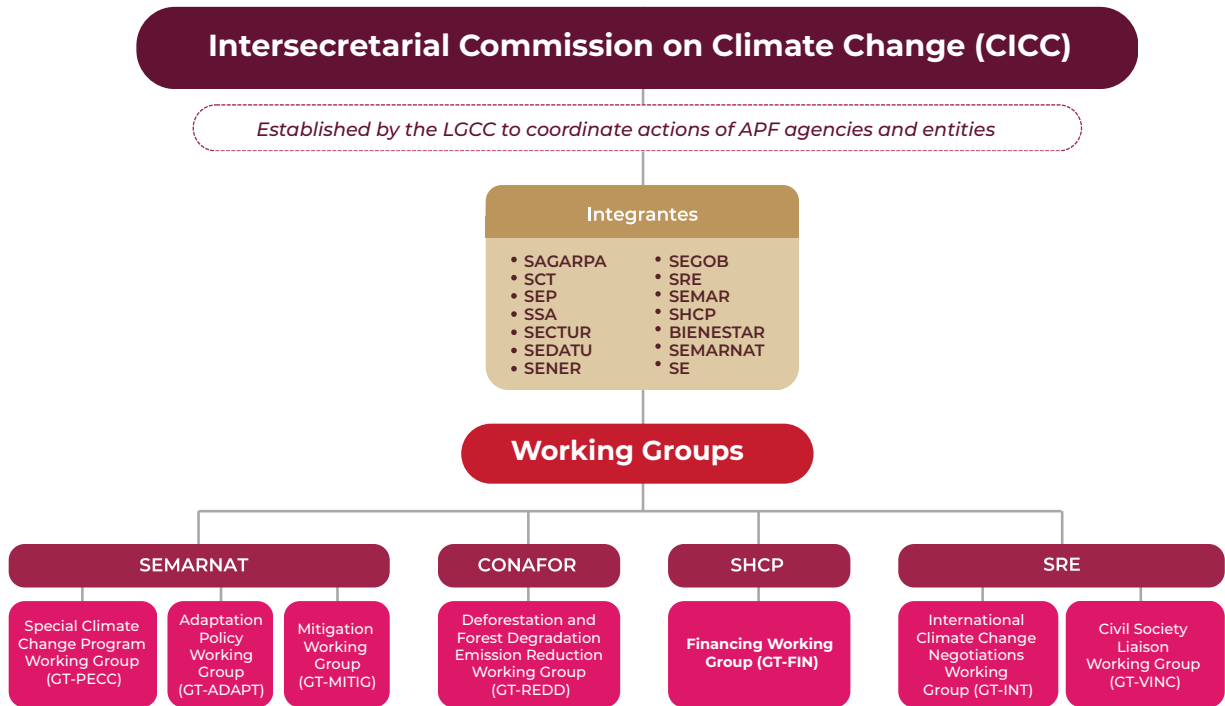 Intersecretarial Commission on Climate Change (CICC)
Established by the LGCC to coordinate actions of APF agencies and entities
Integrantes
• SAGARPA
• SCT
• SEP
• SSA
• SECTUR
• SEDATU
• SENER
• SEGOB
• SRE
• SEMAR
• SHCP
• BIENESTAR
• SEMARNAT
• SE
Working Groups
SEMARNAT
Special Climate
Change Program
Working Group
(GT-PECC)
Adaptation
Policy
Working
Group
(GT-ADAPT)
Mitigation
Working
Group
(GT-MITIG)
CONAFOR
Deforestation and
Forest Degradation
Emission Reduction
Working Group
(GT-REDD)
SHCP
Financing Working
Group (GT-FIN)
SRE
International
Climate Change
Negotiations
Working
Group (GT-INT)
Civil Society
Liaison
Working Group
(GT-VINC)